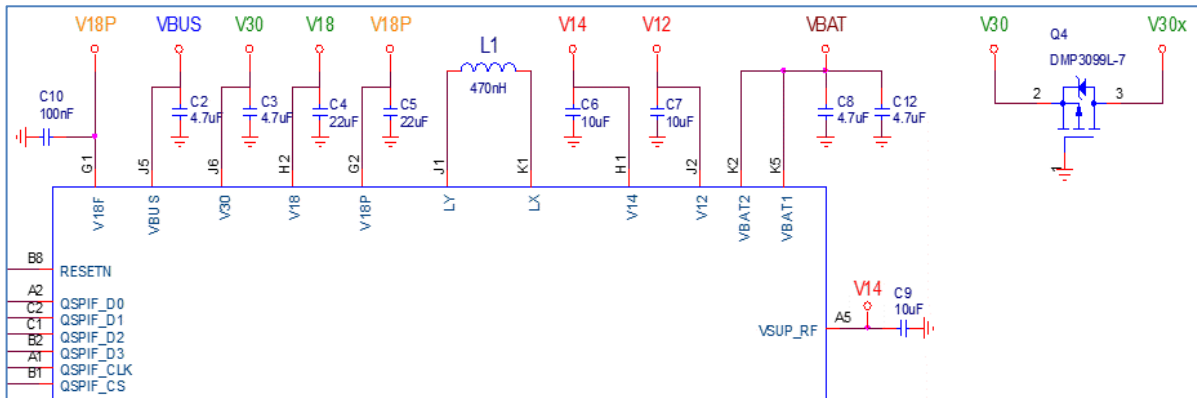 V18P VBUS V30 V18 V18P V14 V12 VBAT V30 V30x
L1
470nH
Q4
DMP3099L-7
C10
100nF
C2
4.7uF
C3
4.7uF
C4
22uF
C5
22uF
C6
10uF
C7
10uF
C8
4.7uF
C12
4.7uF
2 3
1
G1 J5 J6 H2 G2 J1 K1 H1 J2 K2 K5
V18F VBUS V30 V18 V18P LY LX V14 V12 VBAT2 VBAT1
B8 RESETN
A2 QSPIF_D0
C2 QSPIF_D1
C1 QSPIF_D2
B2 QSPIF_D3
A1 QSPIF_CLK
B1 QSPIF_CS
V14
C9
10uF
VSUP_RF A5